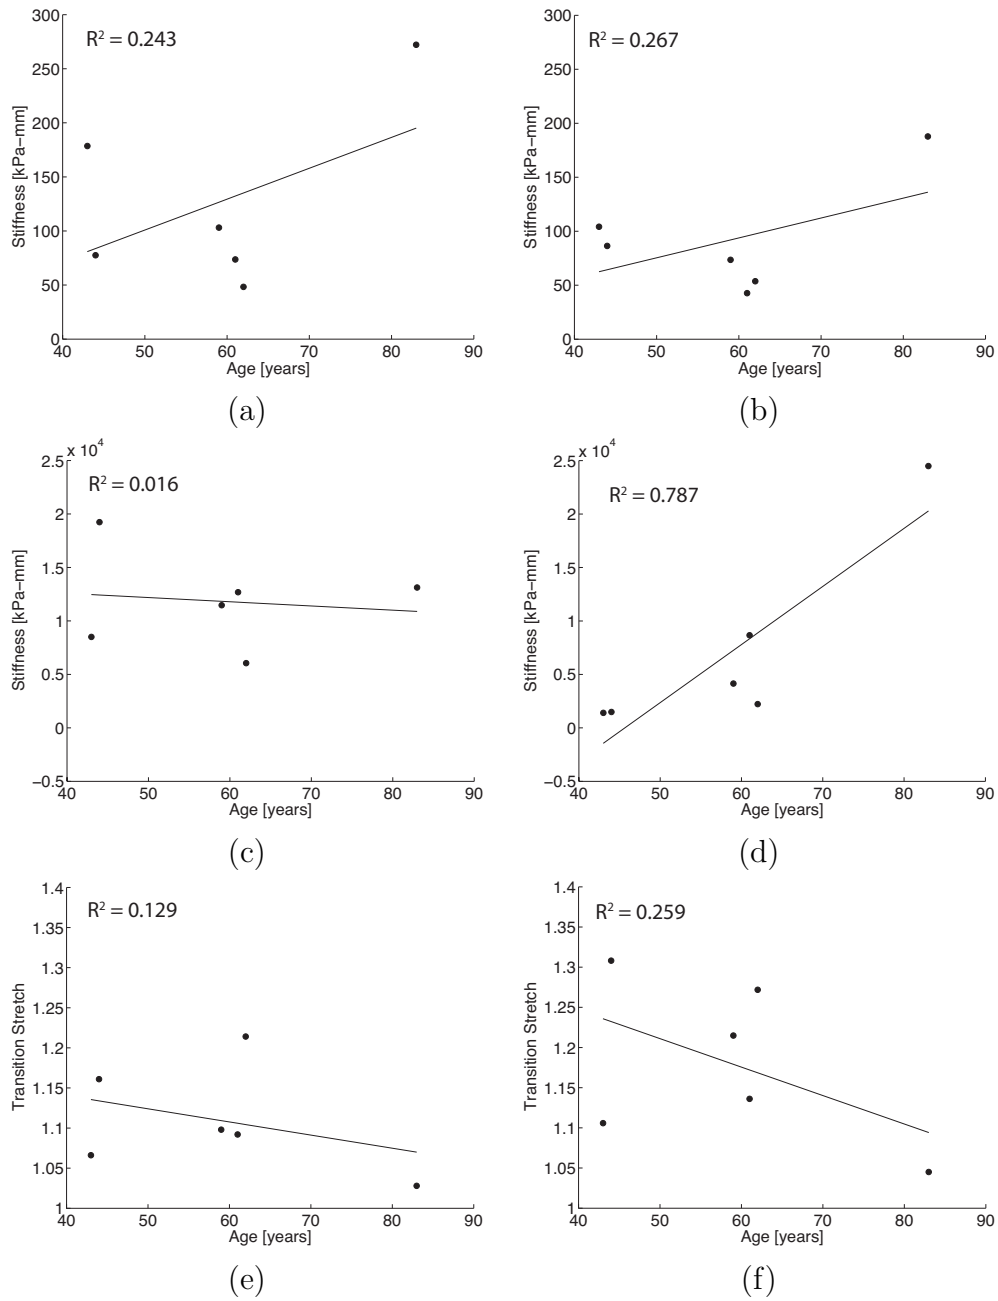 R² = 0.243
300
250
200
150
100
50
0
Stiffness [kPa−mm]
40 50 60 70 80 90
Age [years]
(a)
R² = 0.267
300
250
200
150
100
50
0
Stiffness [kPa−mm]
40 50 60 70 80 90
Age [years]
(b)
x 10⁴
R² = 0.016
2.5
2
1.5
1
0.5
0
−0.5
Stiffness [kPa−mm]
40 50 60 70 80 90
Age [years]
(c)
x 10⁴
R² = 0.787
2.5
2
1.5
1
0.5
0
−0.5
Stiffness [kPa−mm]
40 50 60 70 80 90
Age [years]
(d)
R² = 0.129
1.4
1.35
1.3
1.25
1.2
1.15
1.1
1.05
1
Transition Stretch
40 50 60 70 80 90
Age [years]
(e)
R² = 0.259
1.4
1.35
1.3
1.25
1.2
1.15
1.1
1.05
1
Transition Stretch
40 50 60 70 80 90
Age [years]
(f)